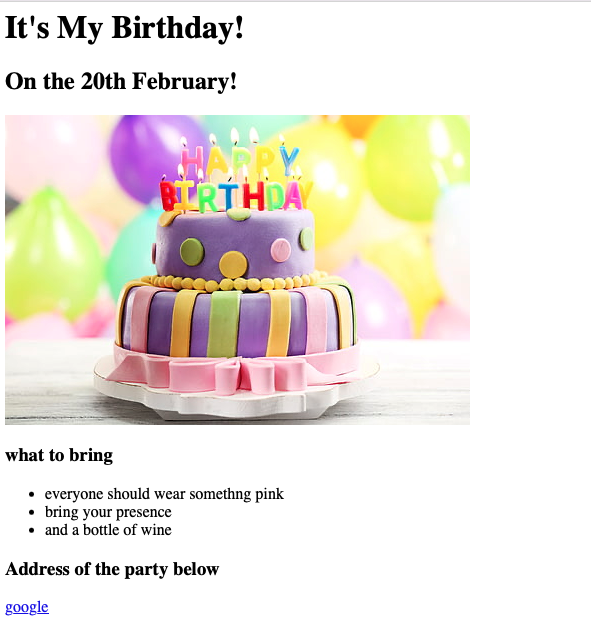 It's My Birthday!
On the 20th February!
HAPPY
BIRTHDAY
what to bring
everyone should wear somethng pink
bring your presence
and a bottle of wine
Address of the party below
google